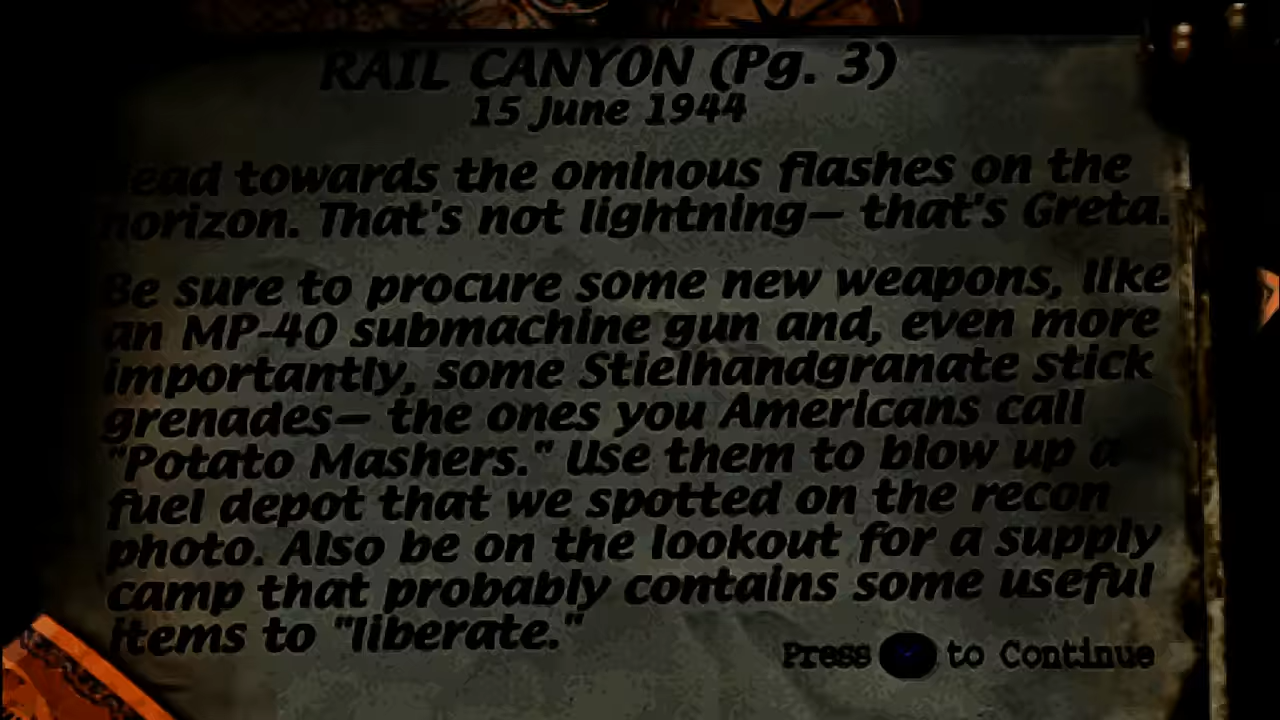 RAIL CANYON (Pg. 3)
15 June 1944
Head towards the ominous flashes on the
horizon. That's not lightning— that's Greta.
Be sure to procure some new weapons, like
an MP-40 submachine gun and, even more
importantly, some Stielhandgranate stick
grenades— the ones you Americans call
"Potato Mashers." Use them to blow up a
fuel depot that we spotted on the recon
photo. Also be on the lookout for a supply
camp that probably contains some useful
items to "liberate."
Press to Continue